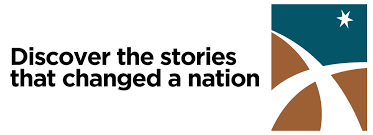 Discover the stories
that changed a nation